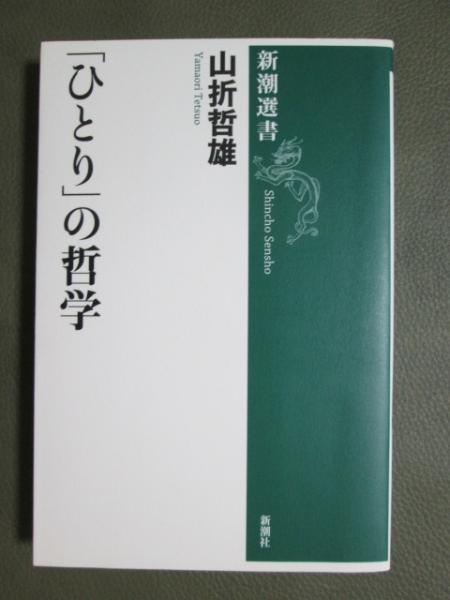 新潮選書
Shincho Sensho
山折哲雄
Yamaori Tetsuo
「ひとり」の哲学
新潮社